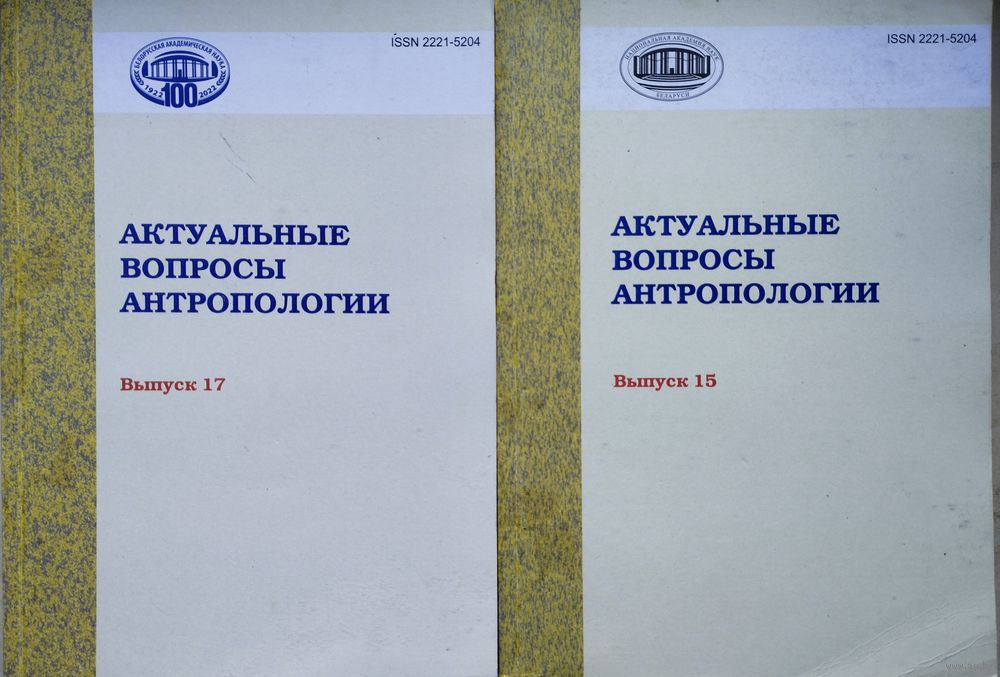 БЕЛОРУССКАЯ АКАДЕМИЧЕСКАЯ НАУКА
1922 100 2022
ISSN 2221-5204
АКТУАЛЬНЫЕ
ВОПРОСЫ
АНТРОПОЛОГИИ
Выпуск 17
НАЦИОНАЛЬНАЯ АКАДЕМИЯ НАУК
БЕЛАРУСИ
ISSN 2221-5204
АКТУАЛЬНЫЕ
ВОПРОСЫ
АНТРОПОЛОГИИ
Выпуск 15